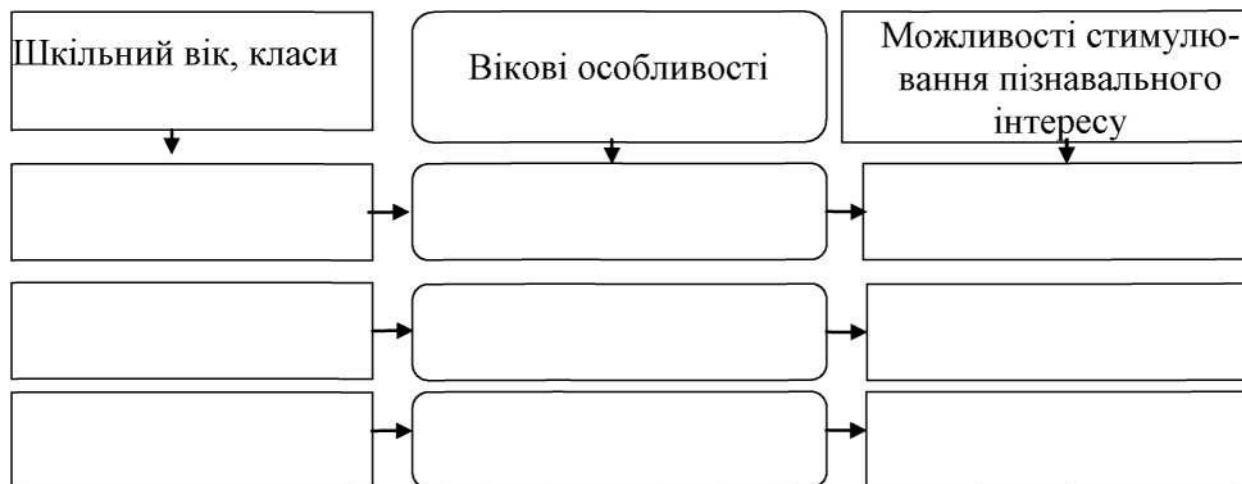 Шкільний вік, класи
Вікові особливості
Можливості стимулю-
вання пізнавального
інтересу